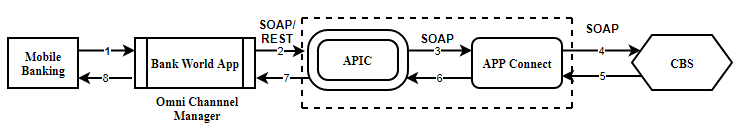 SOAP/
REST
SOAP
SOAP
1
2
3
4
Mobile
Banking
Bank World App
APIC
APP Connect
CBS
8
7
6
5
Omni Channnel
Manager